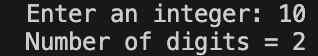 Enter an integer: 10
Number of digits = 2